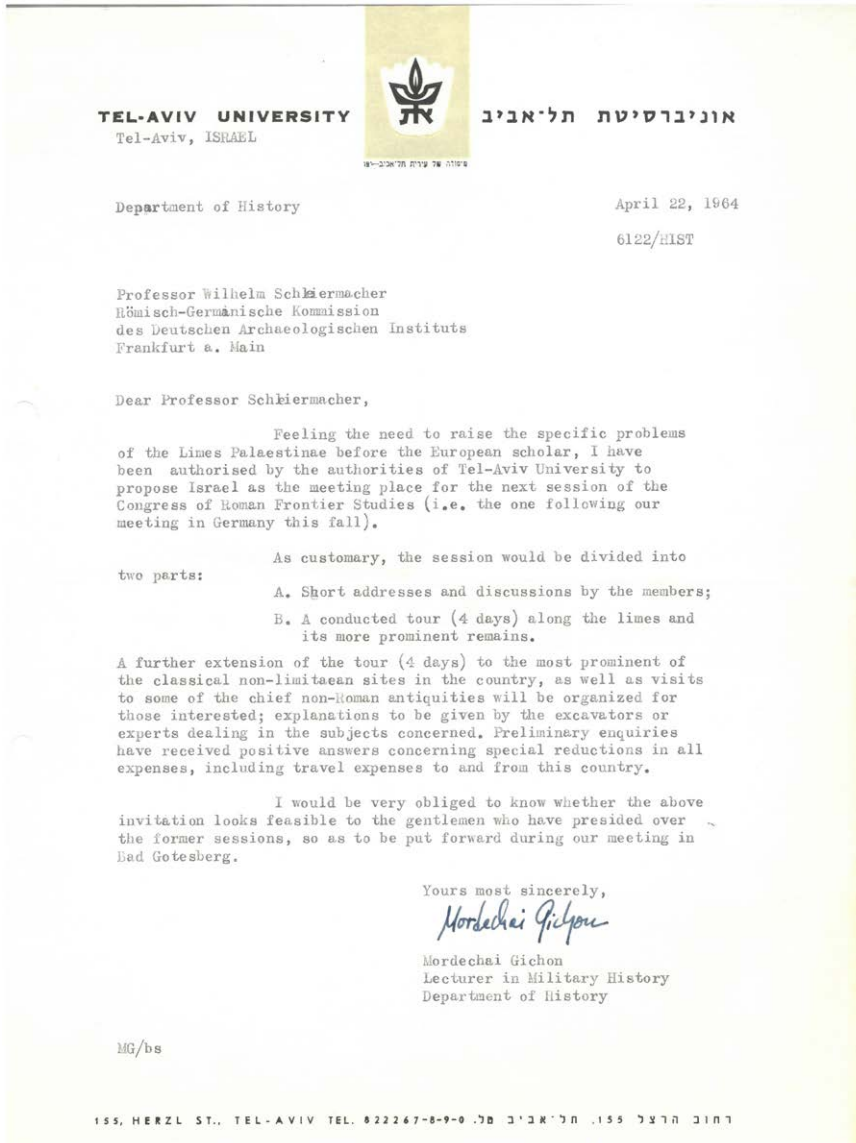 TEL-AVIV UNIVERSITY
אוניברסיטת תל־אביב
Tel-Aviv, ISRAEL
מיסודה של עירית תל־אביב–יפו
Department of History
April 22, 1964
6122/HIST
Professor Wilhelm Schleiermacher
Römisch-Germanische Kommission
des Deutschen Archaeologischen Instituts
Frankfurt a. Main
Dear Professor Schleiermacher,
Feeling the need to raise the specific problems
of the Limes Palaestinae before the European scholar, I have
been authorised by the authorities of Tel-Aviv University to
propose Israel as the meeting place for the next session of the
Congress of Roman Frontier Studies (i.e. the one following our
meeting in Germany this fall).
As customary, the session would be divided into
two parts:
A. Short addresses and discussions by the members;
B. A conducted tour (4 days) along the limes and
its more prominent remains.
A further extension of the tour (4 days) to the most prominent of
the classical non-limitaean sites in the country, as well as visits
to some of the chief non-Roman antiquities will be organized for
those interested; explanations to be given by the excavators or
experts dealing in the subjects concerned. Preliminary enquiries
have received positive answers concerning special reductions in all
expenses, including travel expenses to and from this country.
I would be very obliged to know whether the above
invitation looks feasible to the gentlemen who have presided over
the former sessions, so as to be put forward during our meeting in
Bad Gotesberg.
Yours most sincerely,
Mordechai Gichon
Mordechai Gichon
Lecturer in Military History
Department of History
MG/bs
155, HERZL ST., TEL-AVIV TEL. 822267-8-9-0 רחוב הרצל 155, תל־אביב טל.